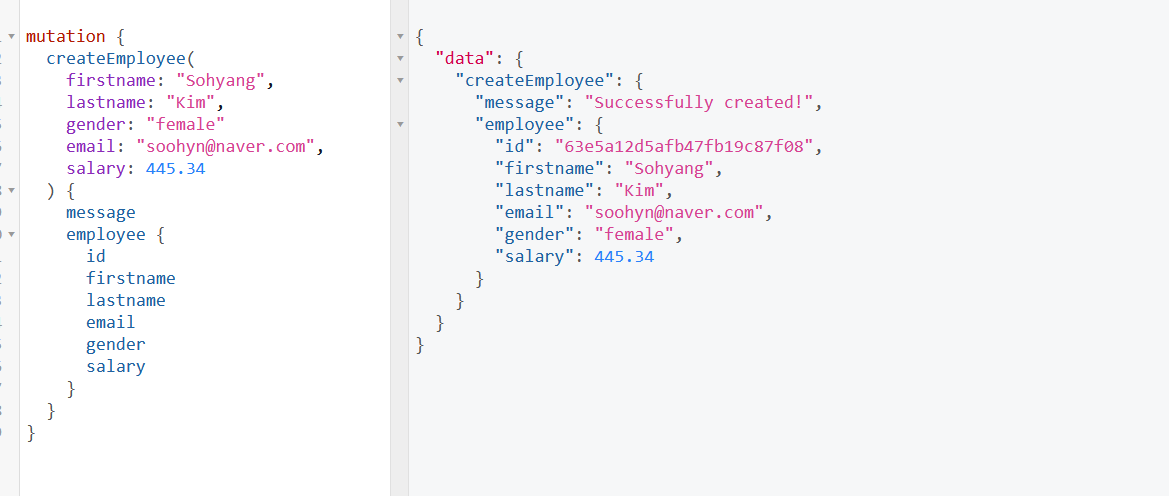 mutation {
createEmployee(
firstname: "Sohyang",
lastname: "Kim",
gender: "female"
email: "soohyn@naver.com",
salary: 445.34
) {
message
employee {
id
firstname
lastname
email
gender
salary
}
}
}
{
"data": {
"createEmployee": {
"message": "Successfully created!",
"employee": {
"id": "63e5a12d5afb47fb19c87f08",
"firstname": "Sohyang",
"lastname": "Kim",
"email": "soohyn@naver.com",
"gender": "female",
"salary": 445.34
}
}
}
}